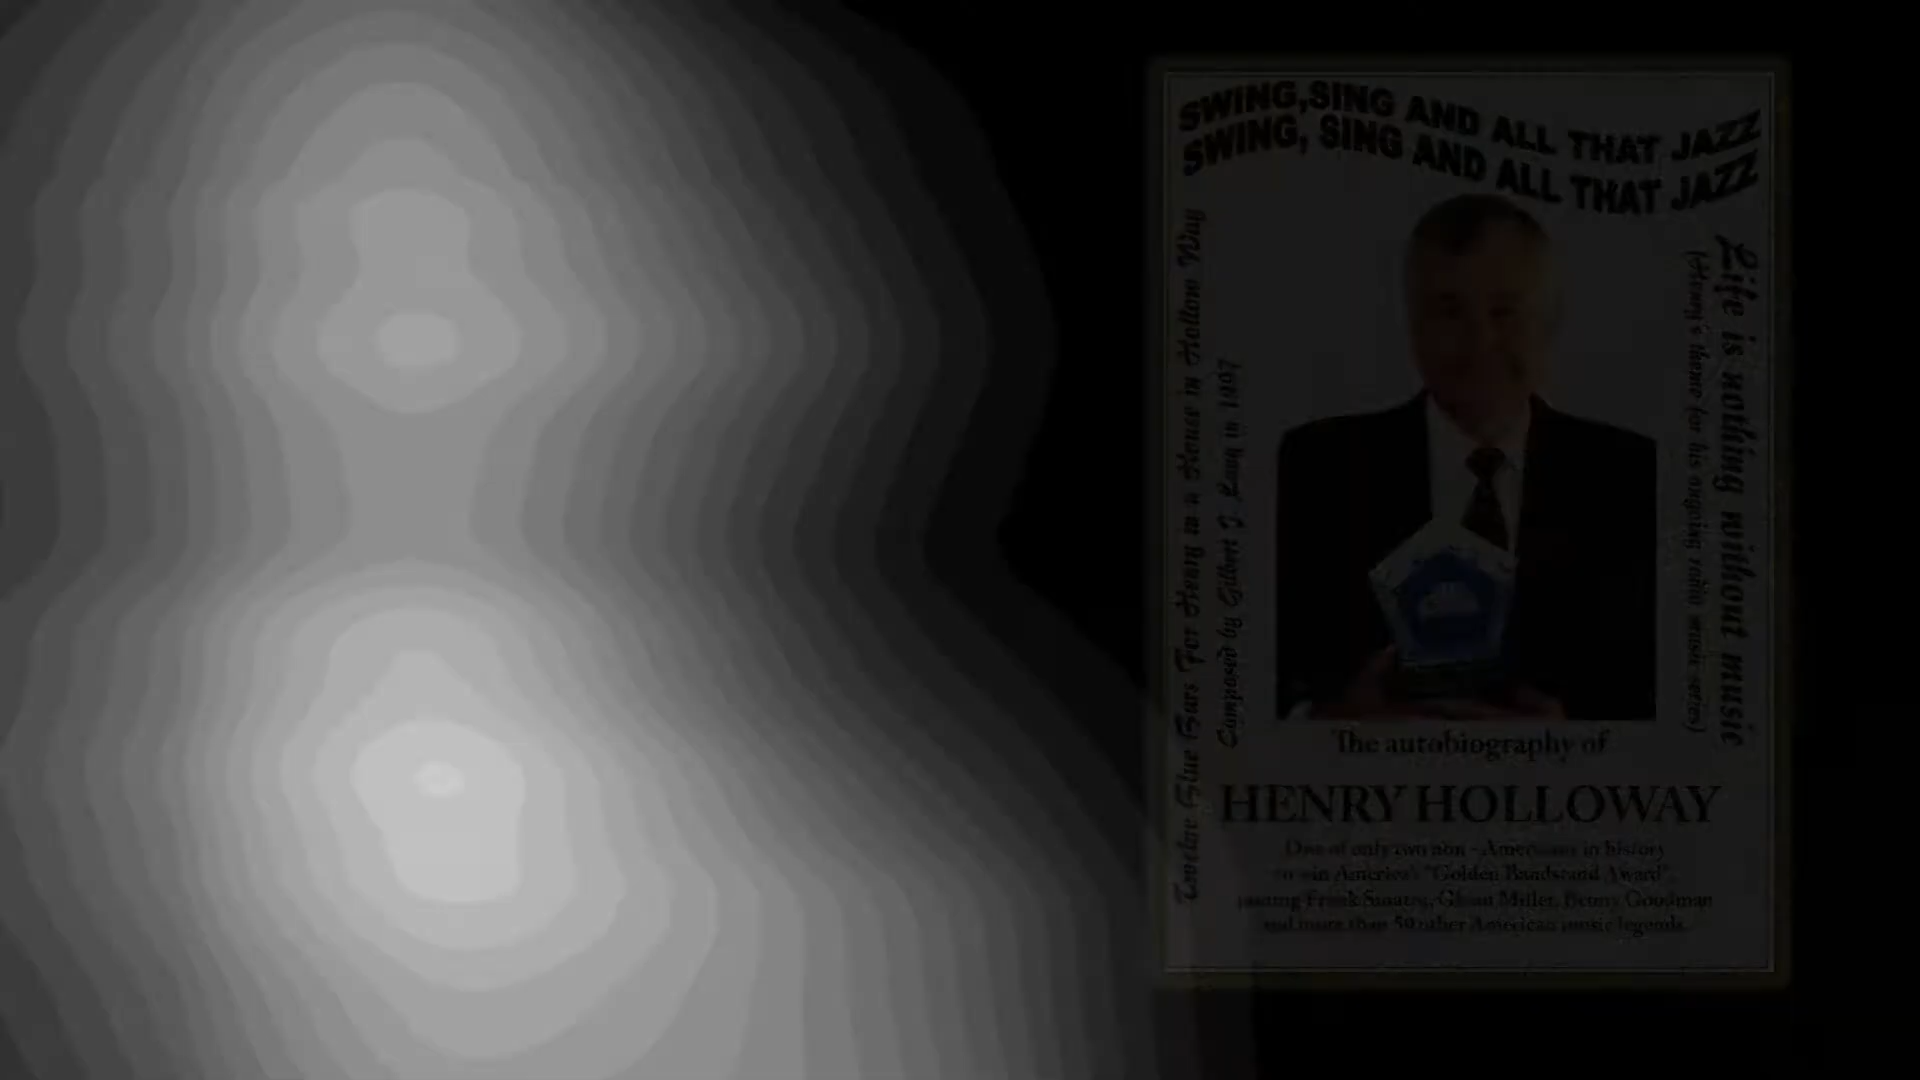 SWING,SING AND ALL THAT JAZZ
SWING, SING AND ALL THAT JAZZ
Twelve Blue Bars For Henry in a House in Hollow Way
Composed by Gilbert J. in 1997
Life is nothing without music
(Henry's theme for his ongoing radio music series)
The autobiography of
HENRY HOLLOWAY
One of only two non - Americans in history
to win America's "Golden Bandstand Award",
joining Frank Sinatra, Glenn Miller, Benny Goodman
and more than 50 other American music legends.